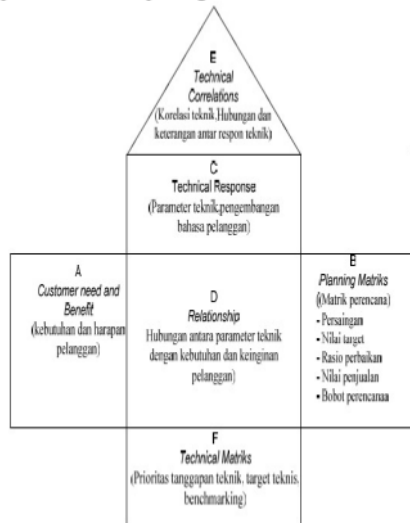 E
Technical
Correlations
(Korelasi teknik.Hubungan dan
keterangan antar respon teknik)
C
Technical Response
(Parameter teknik,pengembangan
bahasa pelanggan)
A
Customer need and
Benefit
(kebutuhan dan harapan
pelanggan)
D
Relationship
Hubungan antara parameter teknik
dengan kebutuhan dan keinginan
pelanggan)
B
Planning Matriks
((Matrik perencana)
- Persaingan
- Nilai target
- Rasio perbaikan
- Nilai penjualan
• Bobot perencanaa
F
Technical Matriks
(Prioritas tanggapan teknik. target teknis.
benchmarking)